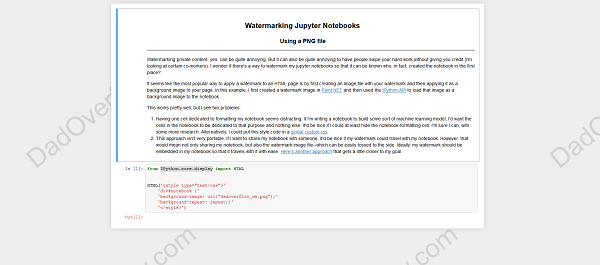 Watermarking Jupyter Notebooks
Using a PNG file
Watermarking private content, yes, can be quite annoying. But it can also be quite annoying to have people swipe your hard work without giving you credit (I'm
looking at certain co-workers). I wonder if there's a way to watermark my jupyter notebooks so that it can be known who, in fact, created the notebook in the first
place?
It seems like the most popular way to apply a watermark to an HTML page is by first creating an image file with your watermark and then applying it as a
background image to your page. In this example, I first created a watermark image in Paint.NET and then used the IPython API to load that image as a
background image to the notebook.
This works pretty well, but I see two problems:
1. Having one cell dedicated to formatting my notebook seems distracting. If I'm writing a notebook to build some sort of machine learning model, I'd want the
cells in the notebook to be dedicated to that purpose and nothing else. It'd be nice if I could at least hide the notebook-formatting cell. I'm sure I can, with
some more research. Alternatively, I could put this style code in a global custom.css.
2. This approach isn't very portable. If I want to share my notebook with someone, it'd be nice if my watermark could travel with my notebook. However, that
would mean not only sharing my notebook, but also the watermark image file--which can be easily tossed to the side. Ideally, my watermark should be
embedded in my notebook so that it travels with it with ease. Here's another approach that gets a little closer to my goal.
In [1]: from IPython.core.display import HTML
HTML('<style type="text/css">'
'div#notebook {'
'background-image: url("dadoverflow_wm.png");'
'background-repeat: repeat;}'
'</style>')
Out[1]:
DadOver
DadOv
w.com
.com